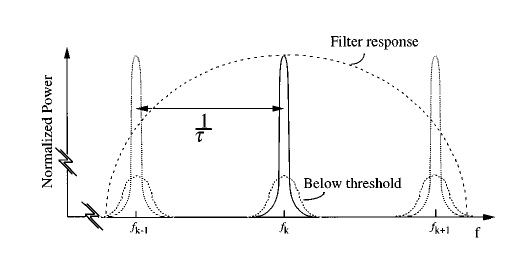 Filter response
Normalized Power
1
τ
Below threshold
fk-1
fk
fk+1
f